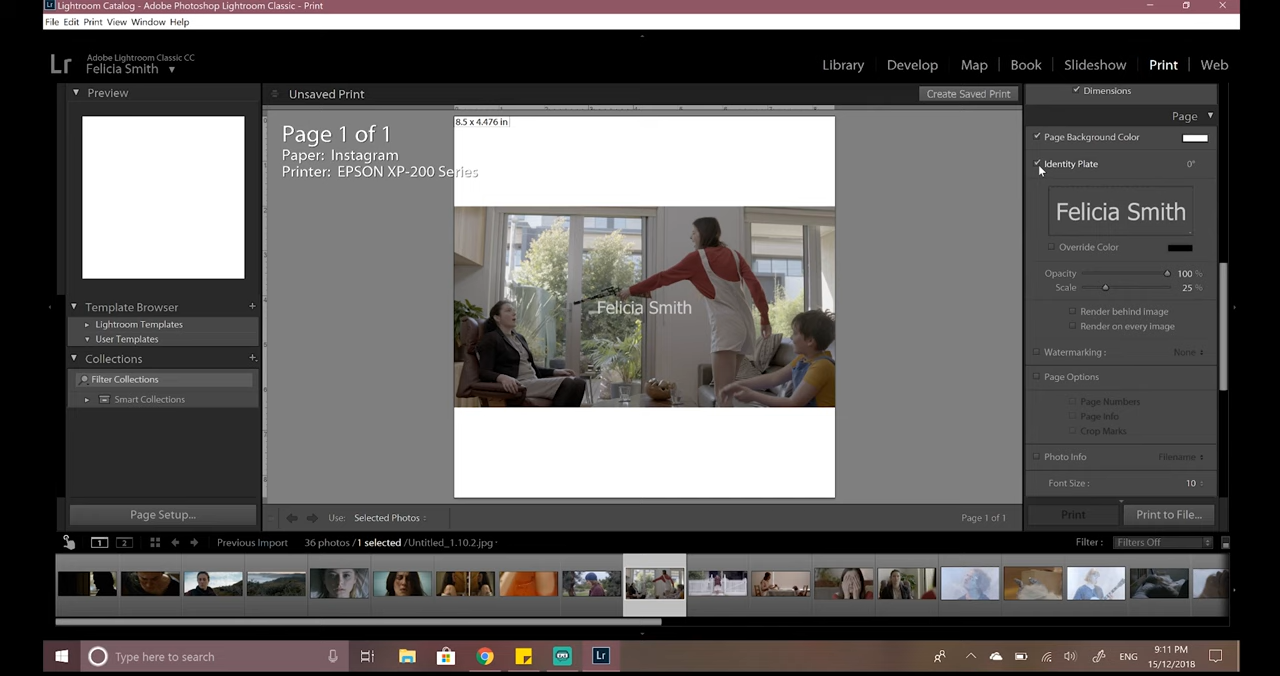 Lr Lightroom Catalog - Adobe Photoshop Lightroom Classic - Print
File Edit Print View Window Help
Lr
Adobe Lightroom Classic CC
Felicia Smith
Library | Develop | Map | Book | Slideshow | Print | Web
Preview
Unsaved Print
Create Saved Print
Dimensions
8.5 x 4.476 in
Page 1 of 1
Paper: Instagram
Printer: EPSON XP-200 Series
Felicia Smith
Page
Page Background Color
Identity Plate 0°
Felicia Smith
Override Color
Opacity 100 %
Scale 25 %
Render behind image
Render on every image
Watermarking : None
Page Options
Page Numbers
Page Info
Crop Marks
Photo Info Filename
Font Size : 10
Template Browser +
Lightroom Templates
User Templates
Collections +
Filter Collections
Smart Collections
Page Setup...
Use: Selected Photos
Page 1 of 1
Print
Print to File...
1 2
Previous Import
36 photos / 1 selected / Untitled_1.10.2.jpg
Filter : Filters Off
Type here to search
Lr
ENG
9:11 PM
15/12/2018